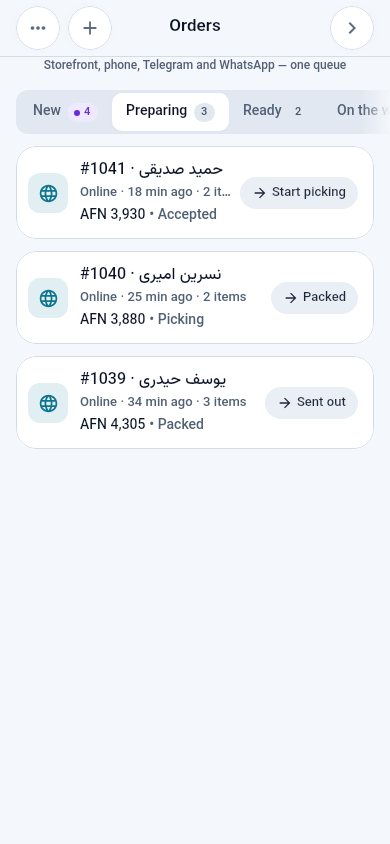 Orders
Storefront, phone, Telegram and WhatsApp — one queue
New 4 Preparing 3 Ready 2 On the w
#1041 · حمید صدیقی
Online · 18 min ago · 2 it...
AFN 3,930 • Accepted
Start picking
#1040 · نسرین امیری
Online · 25 min ago · 2 items
AFN 3,880 • Picking
Packed
#1039 · یوسف حیدری
Online · 34 min ago · 3 items
AFN 4,305 • Packed
Sent out